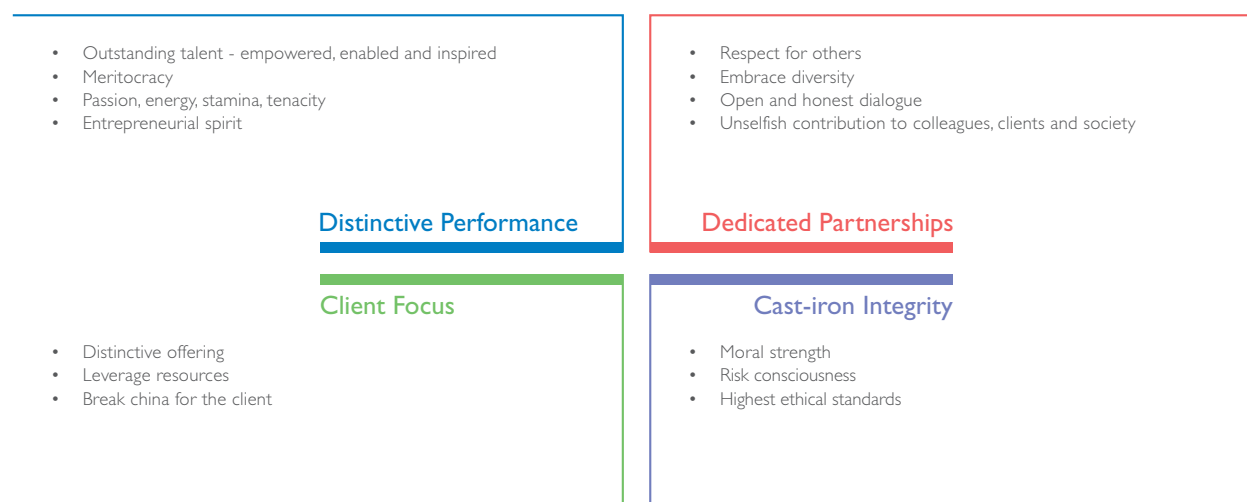 • Outstanding talent - empowered, enabled and inspired
• Meritocracy
• Passion, energy, stamina, tenacity
• Entrepreneurial spirit
Distinctive Performance
• Respect for others
• Embrace diversity
• Open and honest dialogue
• Unselfish contribution to colleagues, clients and society
Dedicated Partnerships
Client Focus
• Distinctive offering
• Leverage resources
• Break china for the client
Cast-iron Integrity
• Moral strength
• Risk consciousness
• Highest ethical standards